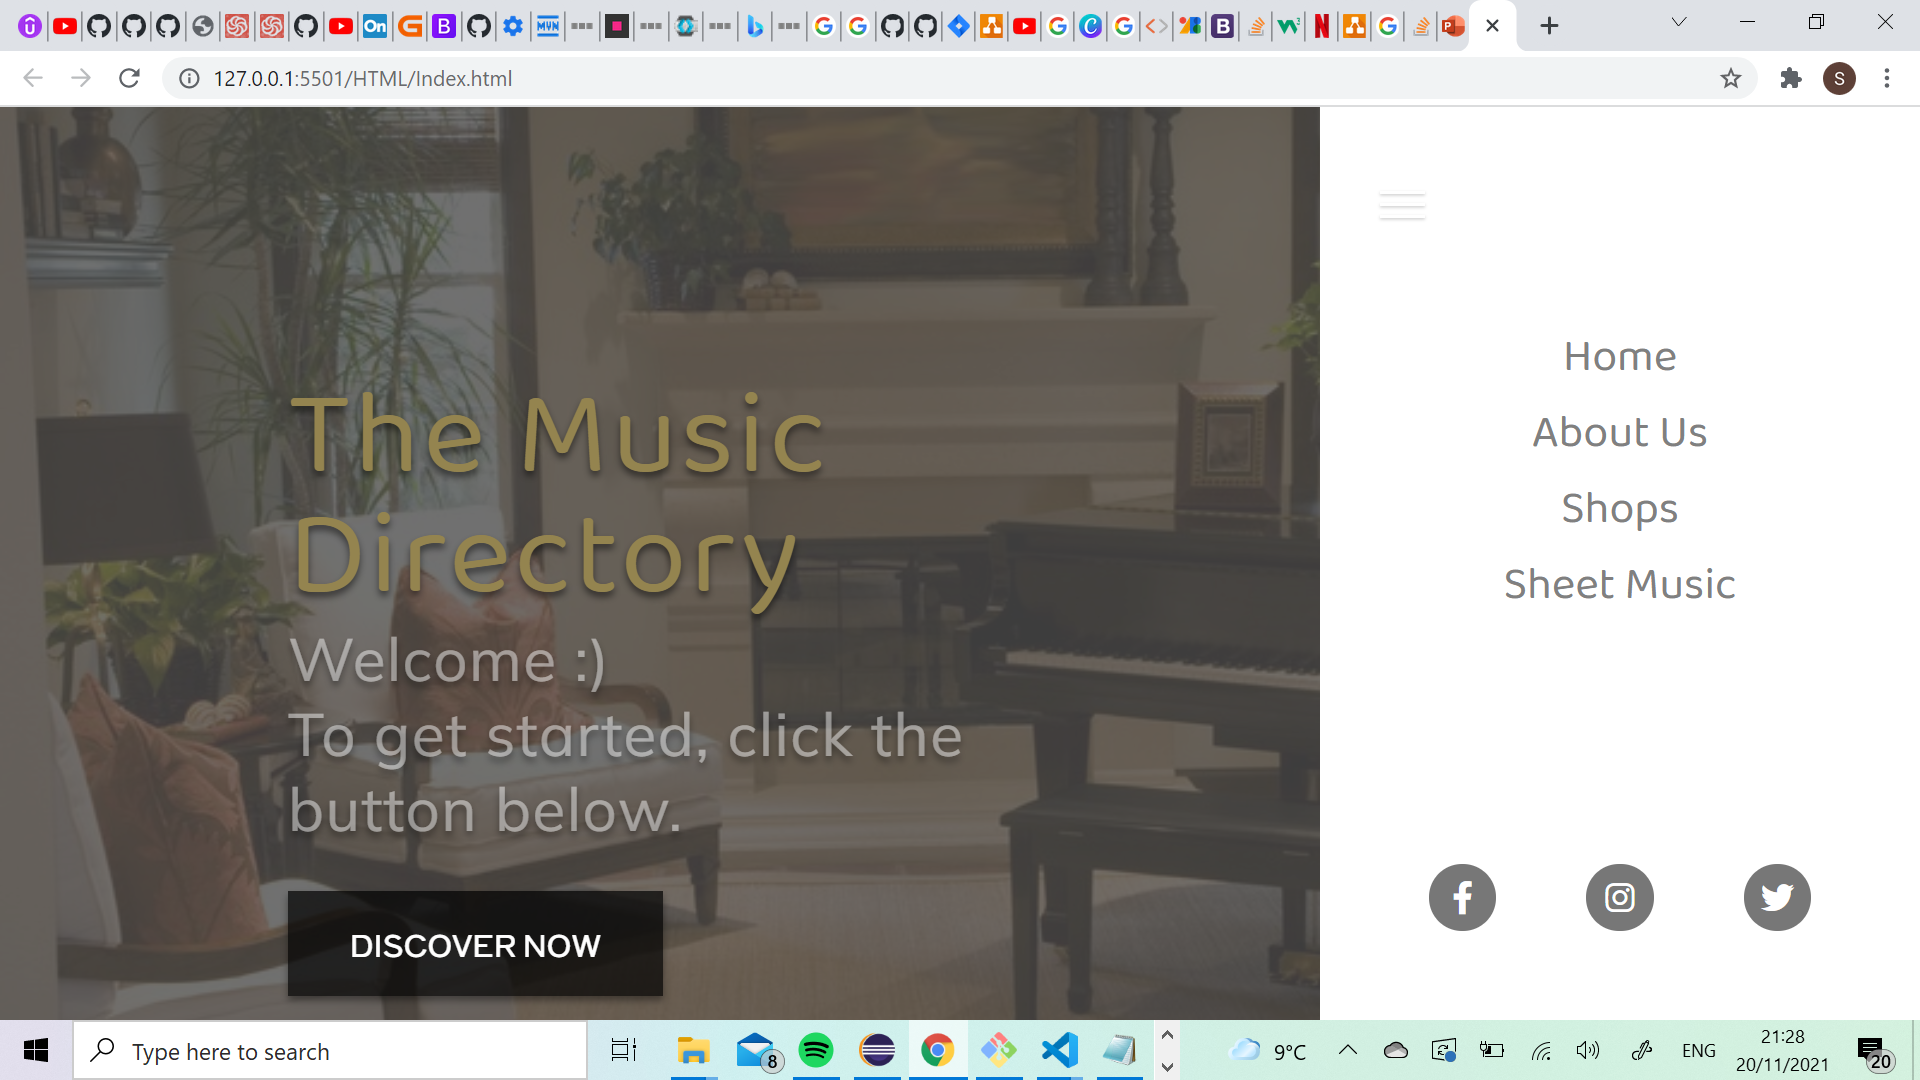 127.0.0.1:5501/HTML/Index.html
S
Home
About Us
Shops
Sheet Music
The Music
Directory
Welcome :)
To get started, click the
button below.
DISCOVER NOW
Type here to search
8
9°C
ENG
21:28
20/11/2021
20